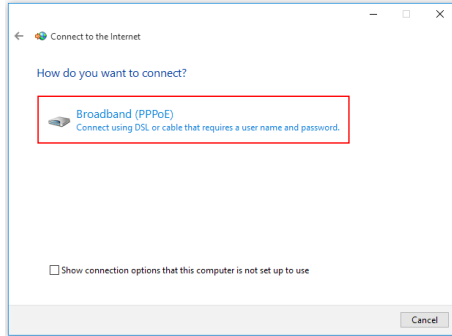 Connect to the Internet
How do you want to connect?
Broadband (PPPoE)
Connect using DSL or cable that requires a user name and password.
Show connection options that this computer is not set up to use
Cancel